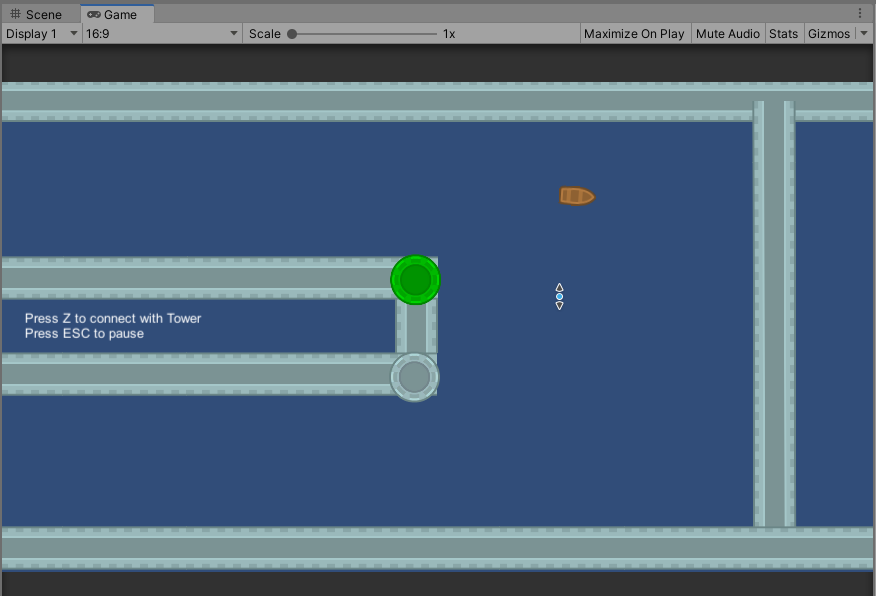 Scene Game
Display 1 16:9 Scale 1x Maximize On Play Mute Audio Stats Gizmos
Press Z to connect with Tower
Press ESC to pause